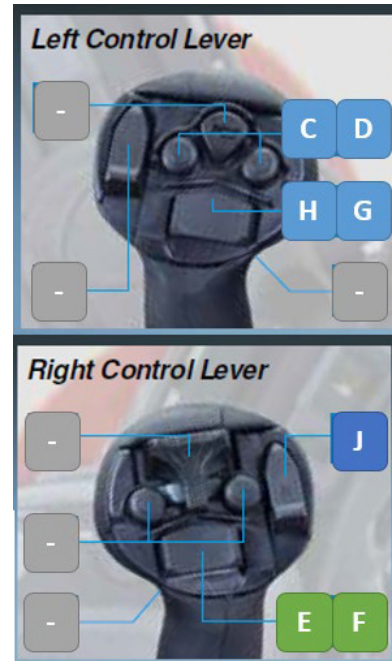 Left Control Lever
-
C D
H G
-
-
Right Control Lever
-
J
-
-
E F